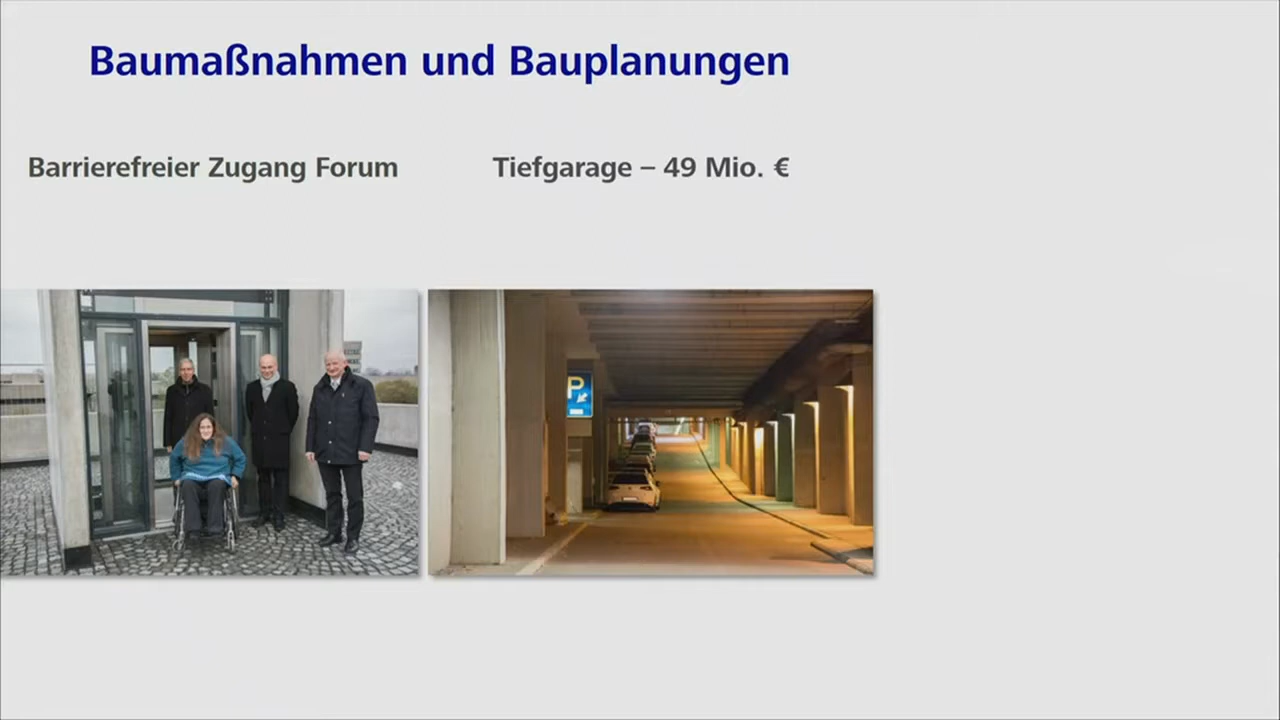 Baumaßnahmen und Bauplanungen
Barrierefreier Zugang Forum
Tiefgarage – 49 Mio. €
P